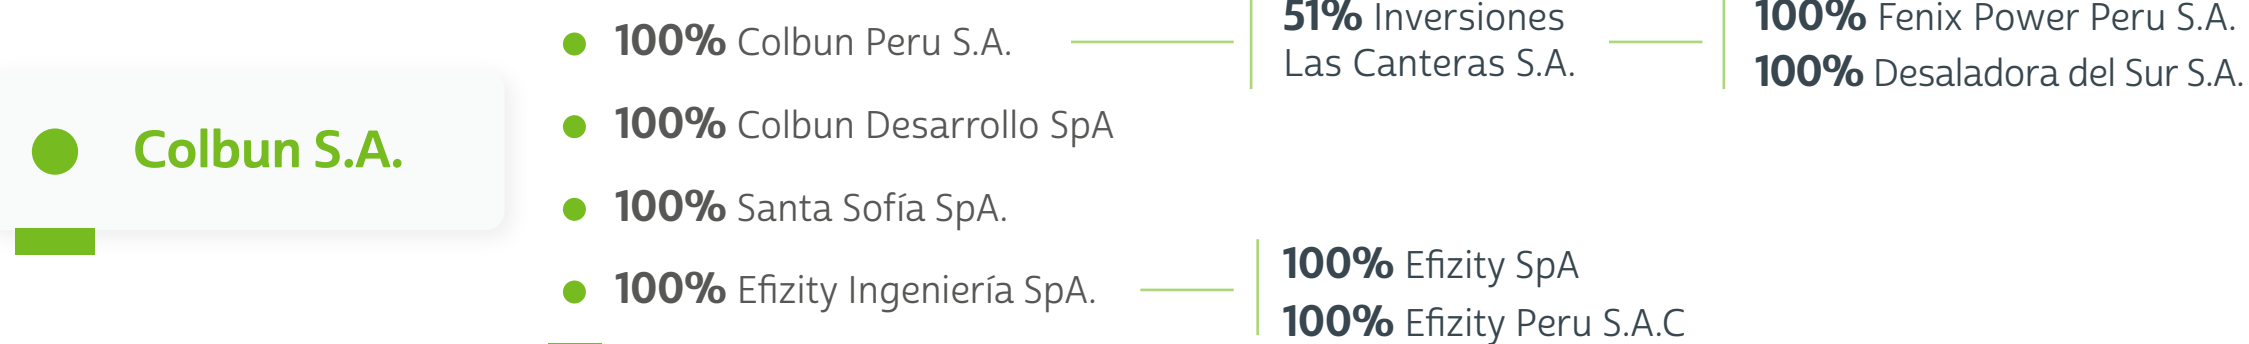 Colbun S.A.
100% Colbun Peru S.A.
51% Inversiones
Las Canteras S.A.
100% Fenix Power Peru S.A.
100% Desaladora del Sur S.A.
100% Colbun Desarrollo SpA
100% Santa Sofía SpA.
100% Efizity Ingeniería SpA.
100% Efizity SpA
100% Efizity Peru S.A.C